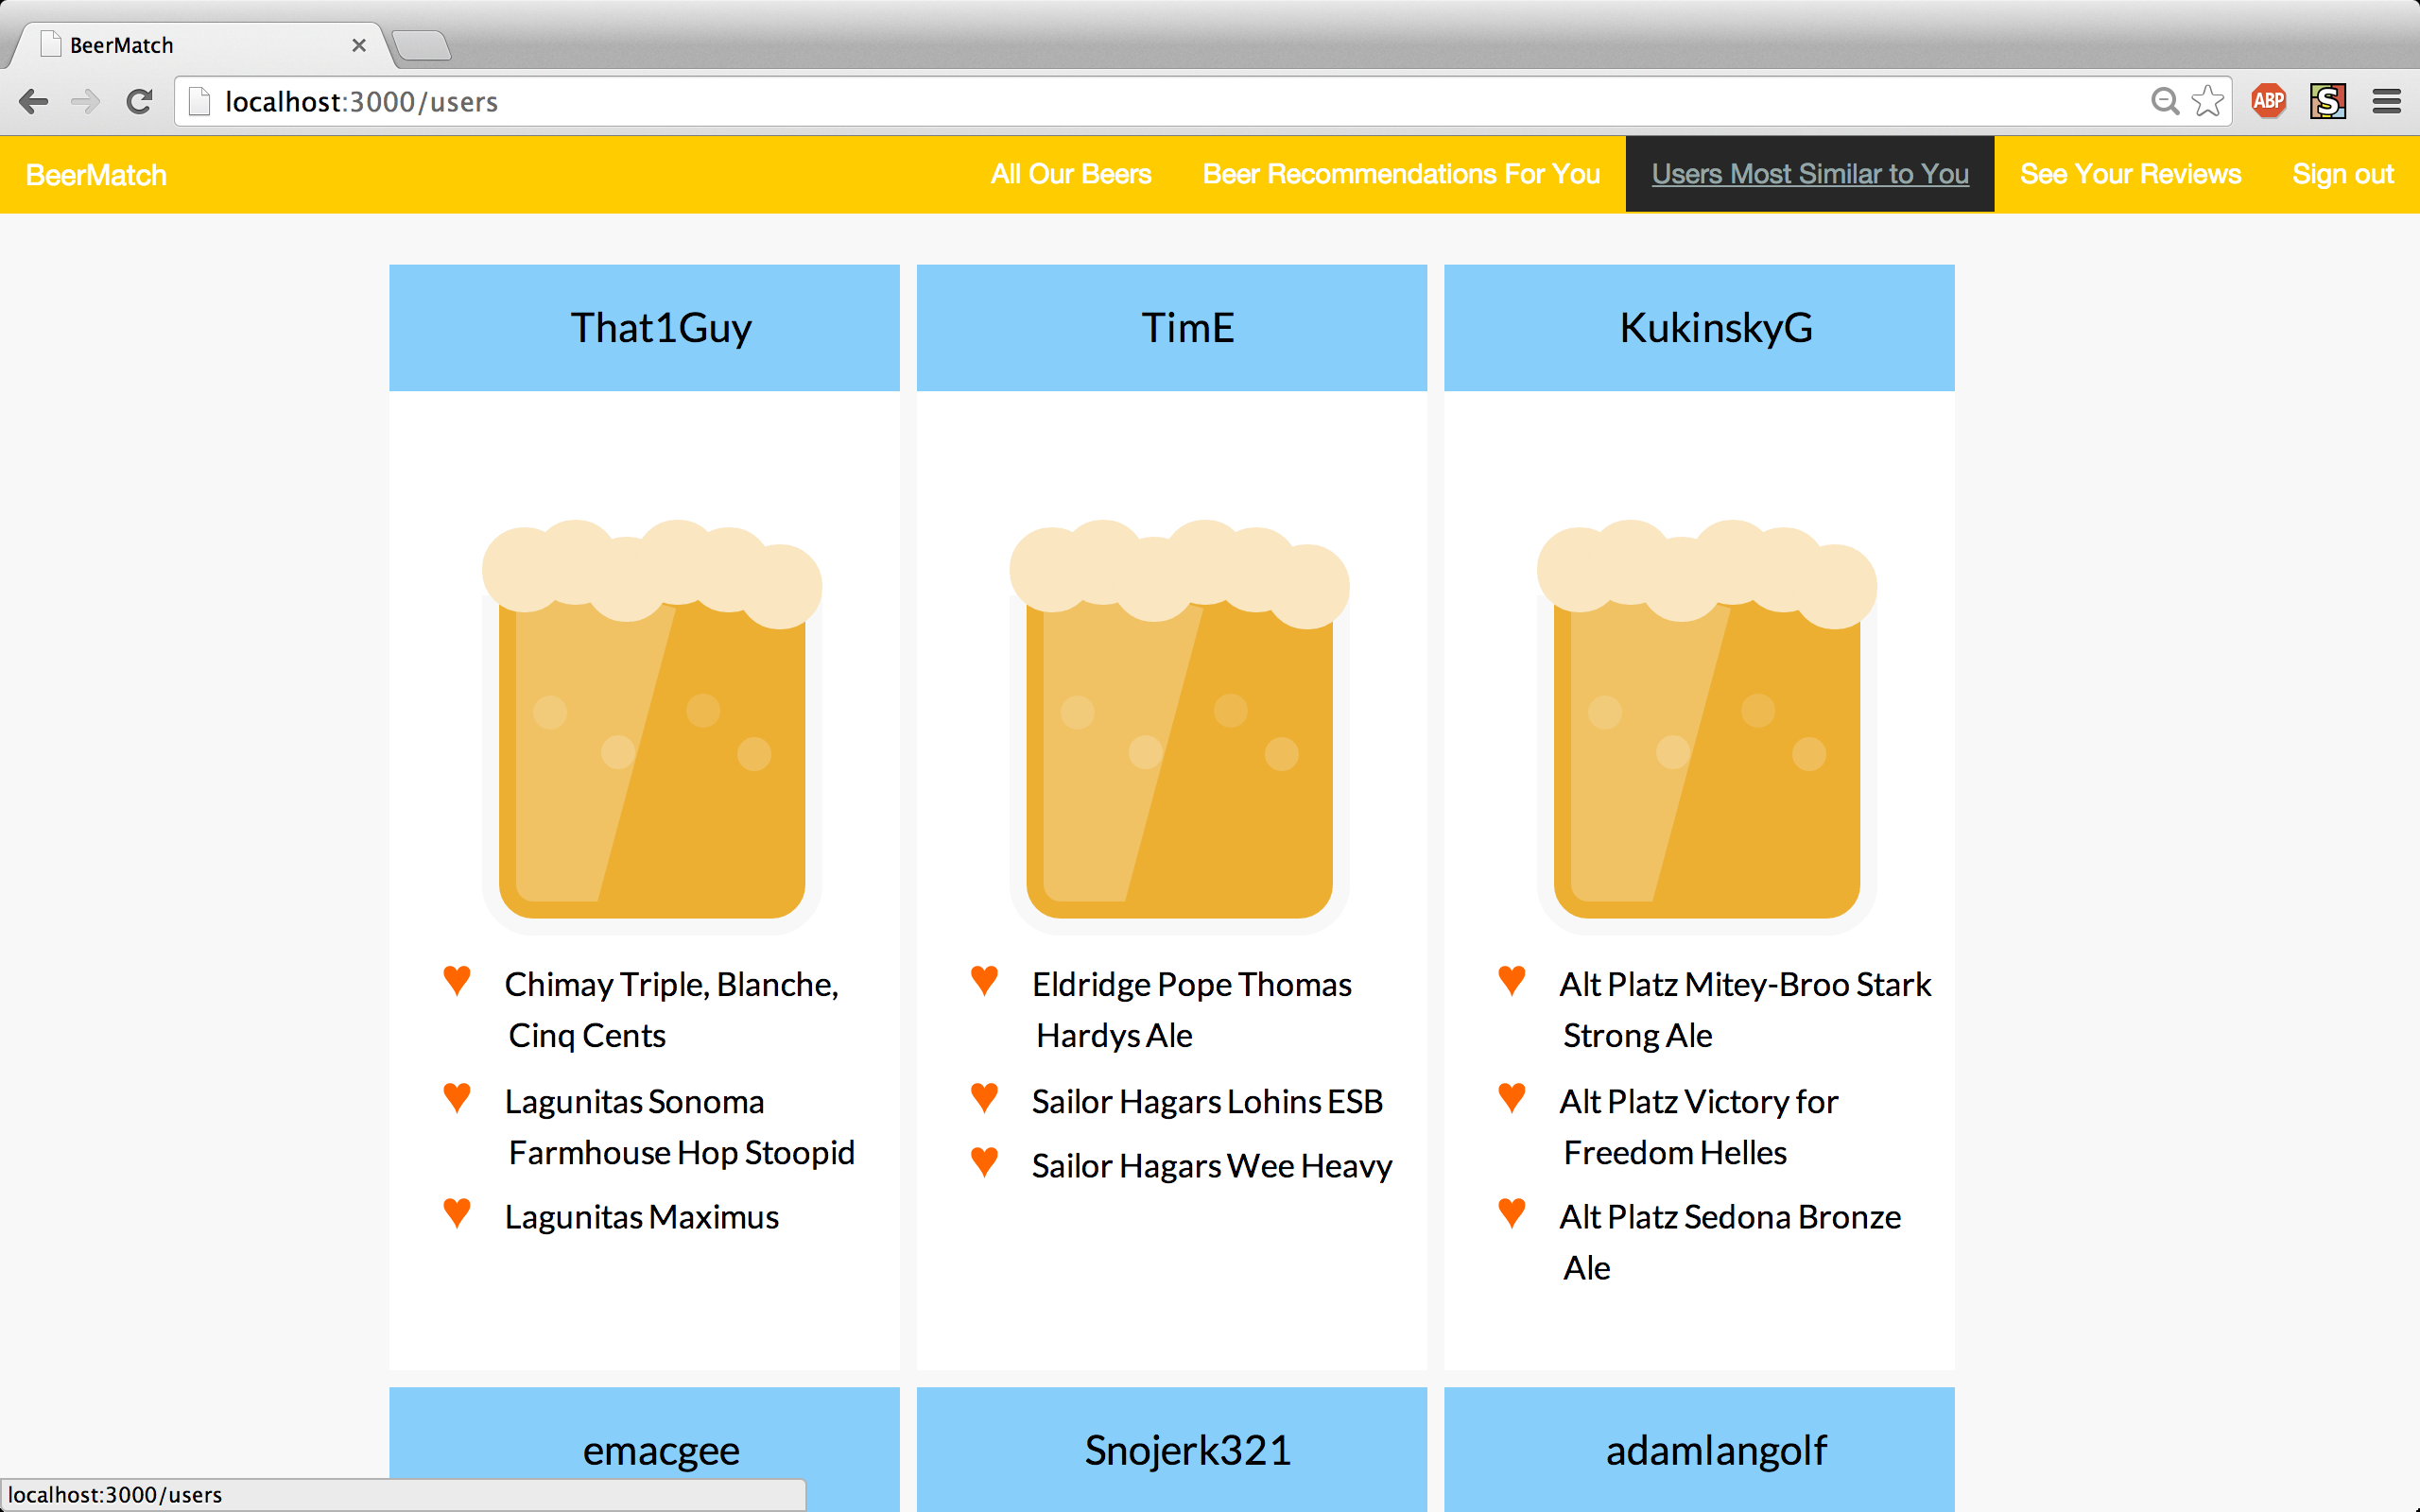 BeerMatch
localhost:3000/users
ABP
S
BeerMatch
All Our Beers
Beer Recommendations For You
Users Most Similar to You
See Your Reviews
Sign out
That1Guy
TimE
KukinskyG
Chimay Triple, Blanche,
Cinq Cents
Lagunitas Sonoma
Farmhouse Hop Stoopid
Lagunitas Maximus
Eldridge Pope Thomas
Hardys Ale
Sailor Hagars Lohins ESB
Sailor Hagars Wee Heavy
Alt Platz Mitey-Broo Stark
Strong Ale
Alt Platz Victory for
Freedom Helles
Alt Platz Sedona Bronze
Ale
emacgee
Snojerk321
adamIangolf
localhost:3000/users